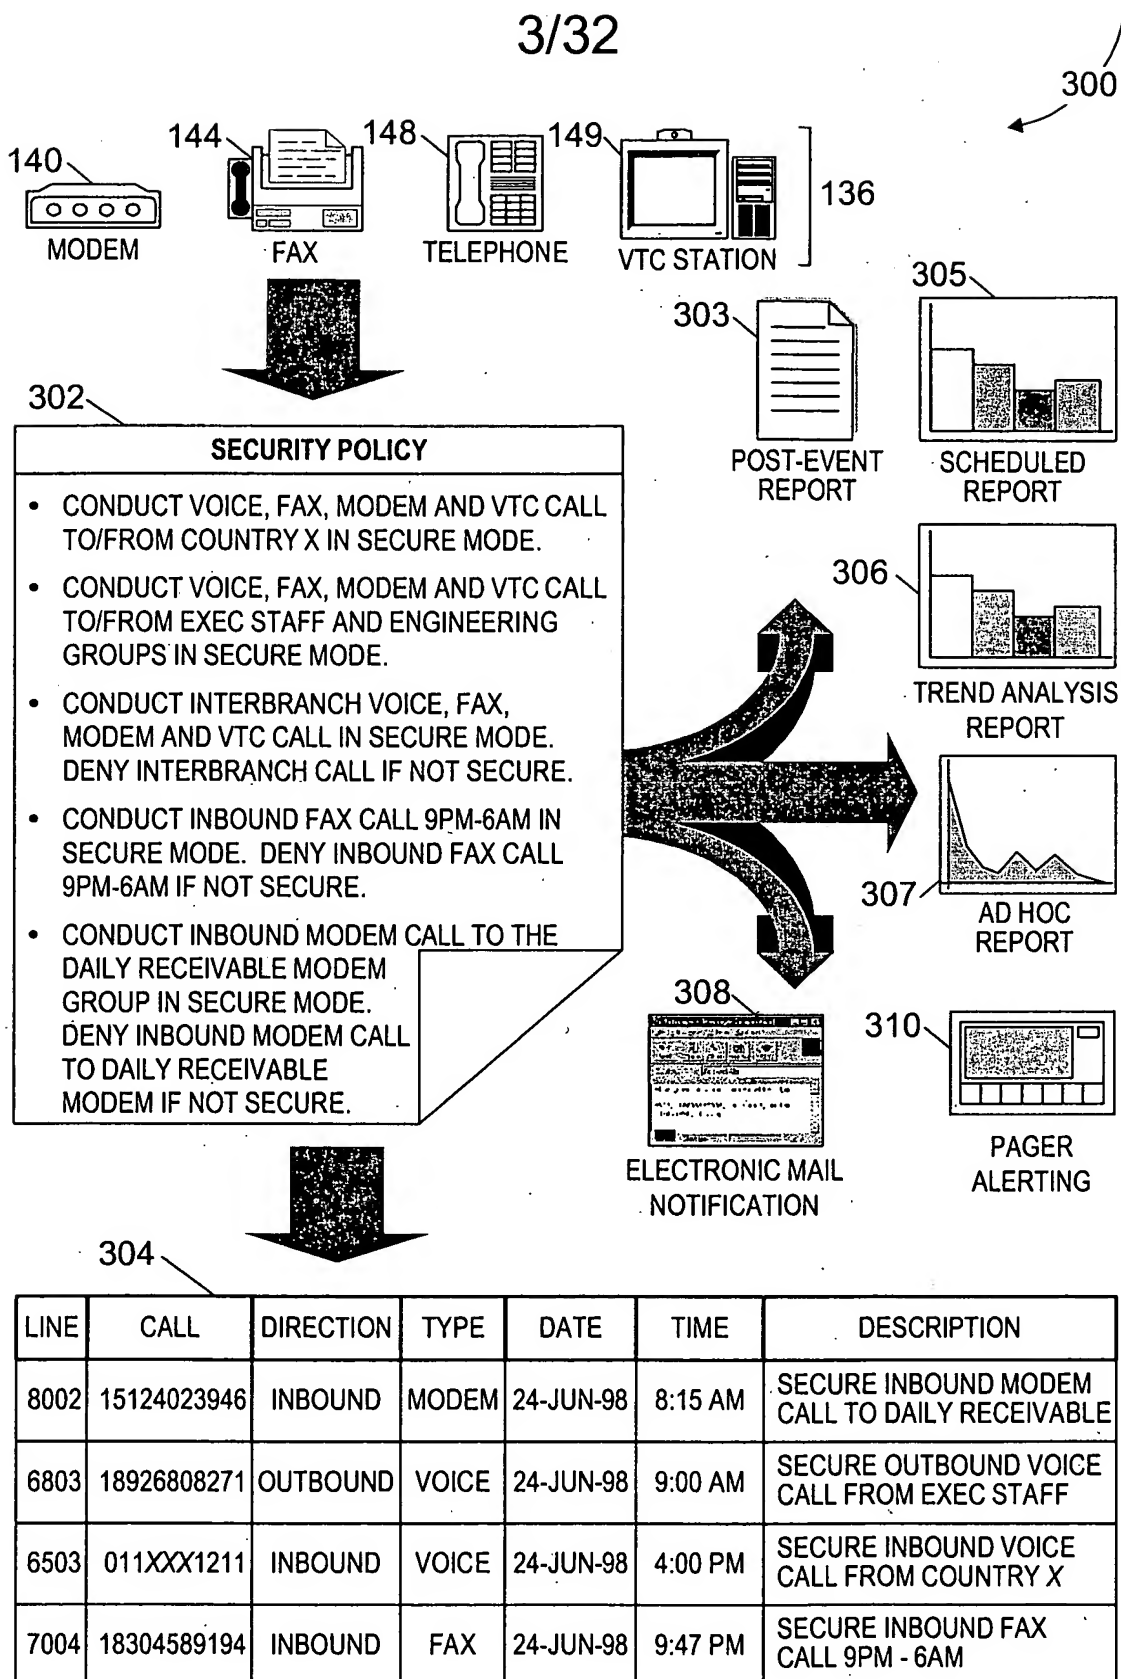 3/32
300
140
144
148
149
136
MODEM
FAX
TELEPHONE
VTC STATION
303
305
POST-EVENT
REPORT
SCHEDULED
REPORT
302
SECURITY POLICY
• CONDUCT VOICE, FAX, MODEM AND VTC CALL
TO/FROM COUNTRY X IN SECURE MODE.
• CONDUCT VOICE, FAX, MODEM AND VTC CALL
TO/FROM EXEC STAFF AND ENGINEERING
GROUPS IN SECURE MODE.
• CONDUCT INTERBRANCH VOICE, FAX,
MODEM AND VTC CALL IN SECURE MODE.
DENY INTERBRANCH CALL IF NOT SECURE.
• CONDUCT INBOUND FAX CALL 9PM-6AM IN
SECURE MODE. DENY INBOUND FAX CALL
9PM-6AM IF NOT SECURE.
• CONDUCT INBOUND MODEM CALL TO THE
DAILY RECEIVABLE MODEM
GROUP IN SECURE MODE.
DENY INBOUND MODEM CALL
TO DAILY RECEIVABLE
MODEM IF NOT SECURE.
306
TREND ANALYSIS
REPORT
307
AD HOC
REPORT
308
ELECTRONIC MAIL
NOTIFICATION
310
PAGER
ALERTING
304
LINE CALL DIRECTION TYPE DATE TIME DESCRIPTION
8002 15124023946 INBOUND MODEM 24-JUN-98 8:15 AM SECURE INBOUND MODEM
CALL TO DAILY RECEIVABLE
6803 18926808271 OUTBOUND VOICE 24-JUN-98 9:00 AM SECURE OUTBOUND VOICE
CALL FROM EXEC STAFF
6503 011XXX1211 INBOUND VOICE 24-JUN-98 4:00 PM SECURE INBOUND VOICE
CALL FROM COUNTRY X
7004 18304589194 INBOUND FAX 24-JUN-98 9:47 PM SECURE INBOUND FAX
CALL 9PM - 6AM